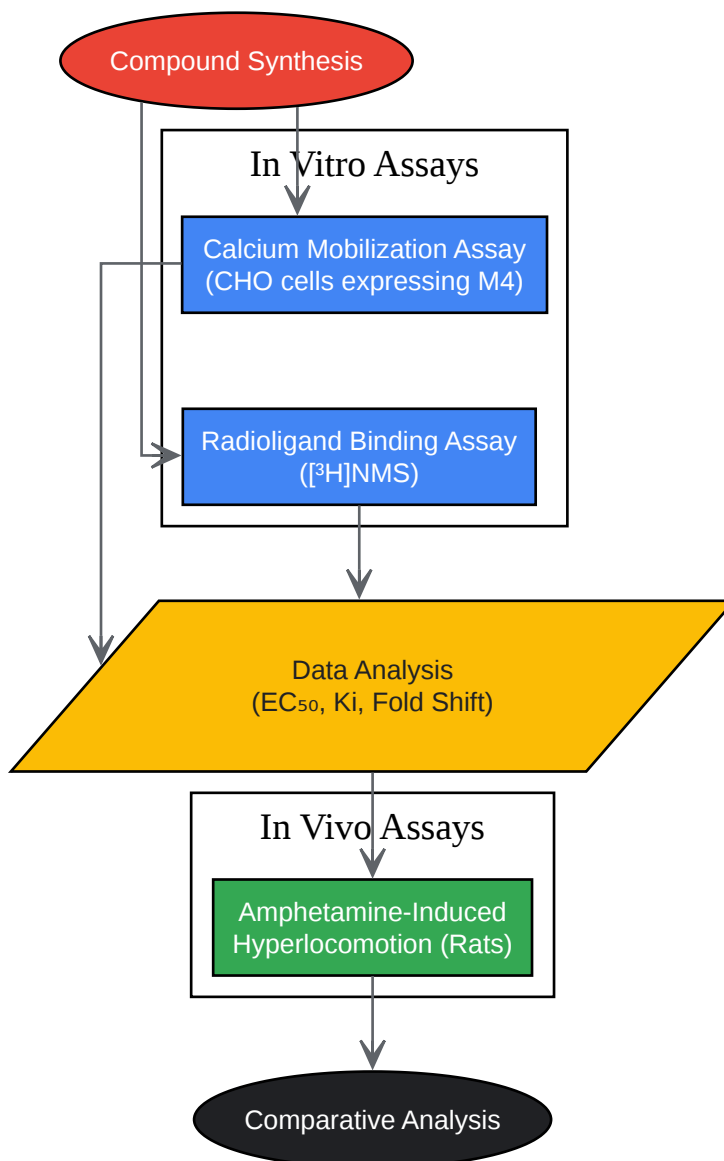 Compound Synthesis
In Vitro Assays
Calcium Mobilization Assay
(CHO cells expressing M4)
Radioligand Binding Assay
([³H]NMS)
Data Analysis
(EC₅₀, Ki, Fold Shift)
In Vivo Assays
Amphetamine-Induced
Hyperlocomotion (Rats)
Comparative Analysis